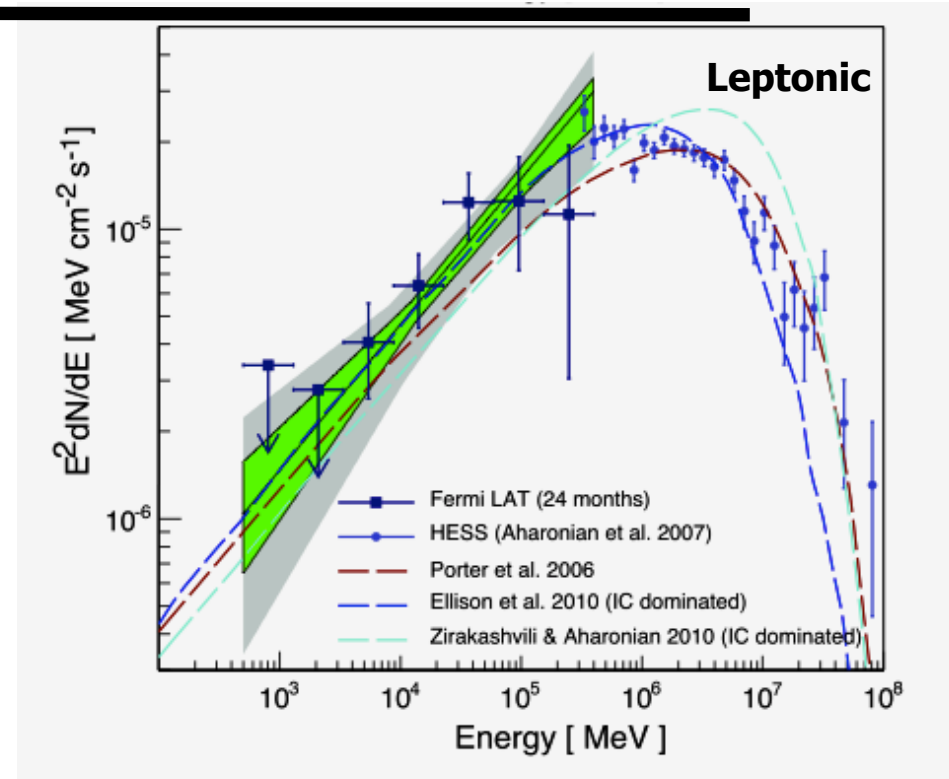 Leptonic
E²dN/dE [ MeV cm⁻² s⁻¹]
10⁻⁵
10⁻⁶
Fermi LAT (24 months)
HESS (Aharonian et al. 2007)
Porter et al. 2006
Ellison et al. 2010 (IC dominated)
Zirakashvili & Aharonian 2010 (IC dominated)
10³ 10⁴ 10⁵ 10⁶ 10⁷ 10⁸
Energy [ MeV ]